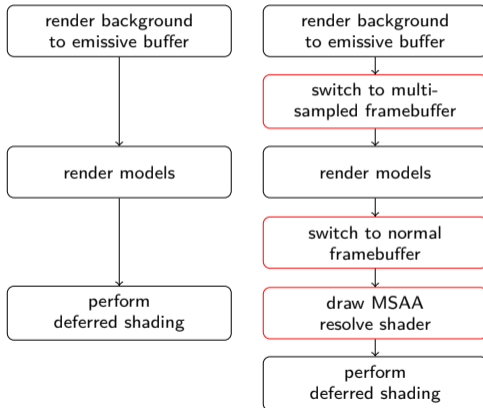 render background
to emissive buffer
render models
perform
deferred shading
render background
to emissive buffer
switch to multi-
sampled framebuffer
render models
switch to normal
framebuffer
draw MSAA
resolve shader
perform
deferred shading